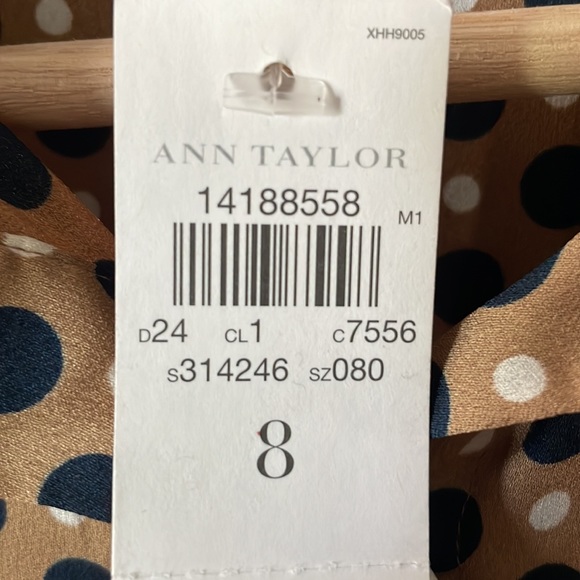 XHH9005
ANN TAYLOR
14188558 M1
D24 CL1 C7556
S314246 SZ080
8